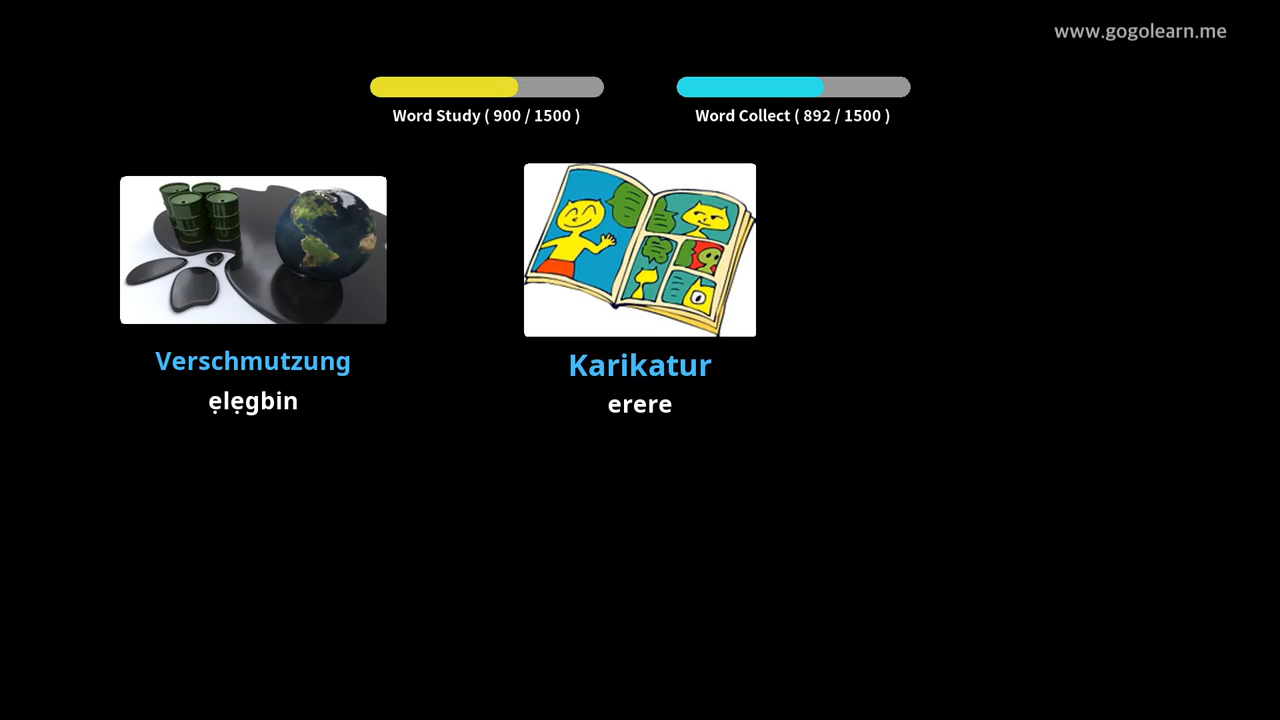 www.gogolearn.me
Word Study ( 900 / 1500 )
Word Collect ( 892 / 1500 )
Verschmutzung
ẹlẹgbin
Karikatur
erere